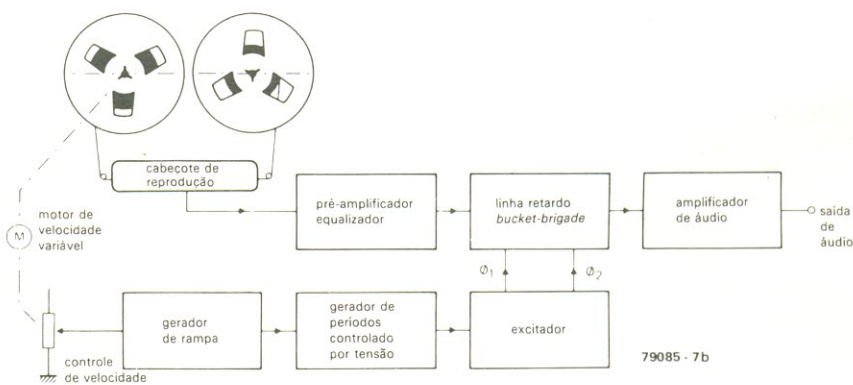 cabeçote de
reprodução
motor de
velocidade
variável
M
pré-amplificador
equalizador
linha retardo
bucket-brigade
amplificador
de áudio
saida
de
áudio
Ø1
Ø2
gerador
de rampa
gerador de
períodos
controlado
por tensão
excitador
controle
de velocidade
79085 - 7b